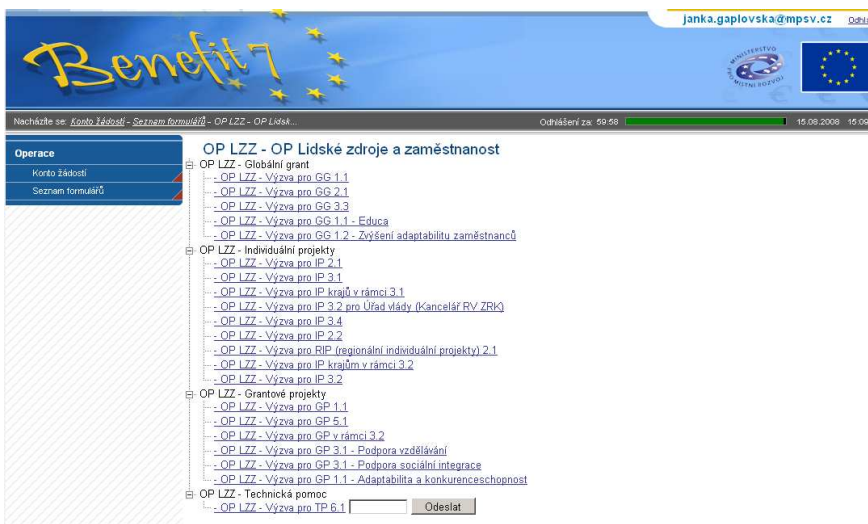 janka.gaplovska@mpsv.cz
Benefit7
MINISTERSTVO
PRO MÍSTNÍ ROZVOJ
Nacházíte se: Konto žádostí - Seznam formulářů - OP LZZ - OP Lidsk...
Odhlášení za: 59:58
15.08.2008 15:09
Operace
Konto žádostí
Seznam formulářů
OP LZZ - OP Lidské zdroje a zaměstnanost
OP LZZ - Globální grant
- OP LZZ - Výzva pro GG 1.1
- OP LZZ - Výzva pro GG 2.1
- OP LZZ - Výzva pro GG 3.3
- OP LZZ - Výzva pro GG 1.1 - Educa
- OP LZZ - Výzva pro GG 1.2 - Zvýšení adaptabilitu zaměstnanců
OP LZZ - Individuální projekty
- OP LZZ - Výzva pro IP 2.1
- OP LZZ - Výzva pro IP 3.1
- OP LZZ - Výzva pro IP krajů v rámci 3.1
- OP LZZ - Výzva pro IP 3.2 pro Úřad vlády (Kancelář RV ZRK)
- OP LZZ - Výzva pro IP 3.4
- OP LZZ - Výzva pro IP 2.2
- OP LZZ - Výzva pro RIP (regionální individuální projekty) 2.1
- OP LZZ - Výzva pro IP krajům v rámci 3.2
- OP LZZ - Výzva pro IP 3.2
OP LZZ - Grantové projekty
- OP LZZ - Výzva pro GP 1.1
- OP LZZ - Výzva pro GP 5.1
- OP LZZ - Výzva pro GP v rámci 3.2
- OP LZZ - Výzva pro GP 3.1 - Podpora vzdělávání
- OP LZZ - Výzva pro GP 3.1 - Podpora sociální integrace
- OP LZZ - Výzva pro GP 1.1 - Adaptabilita a konkurenceschopnost
OP LZZ - Technická pomoc
- OP LZZ - Výzva pro TP 6.1 Odeslat